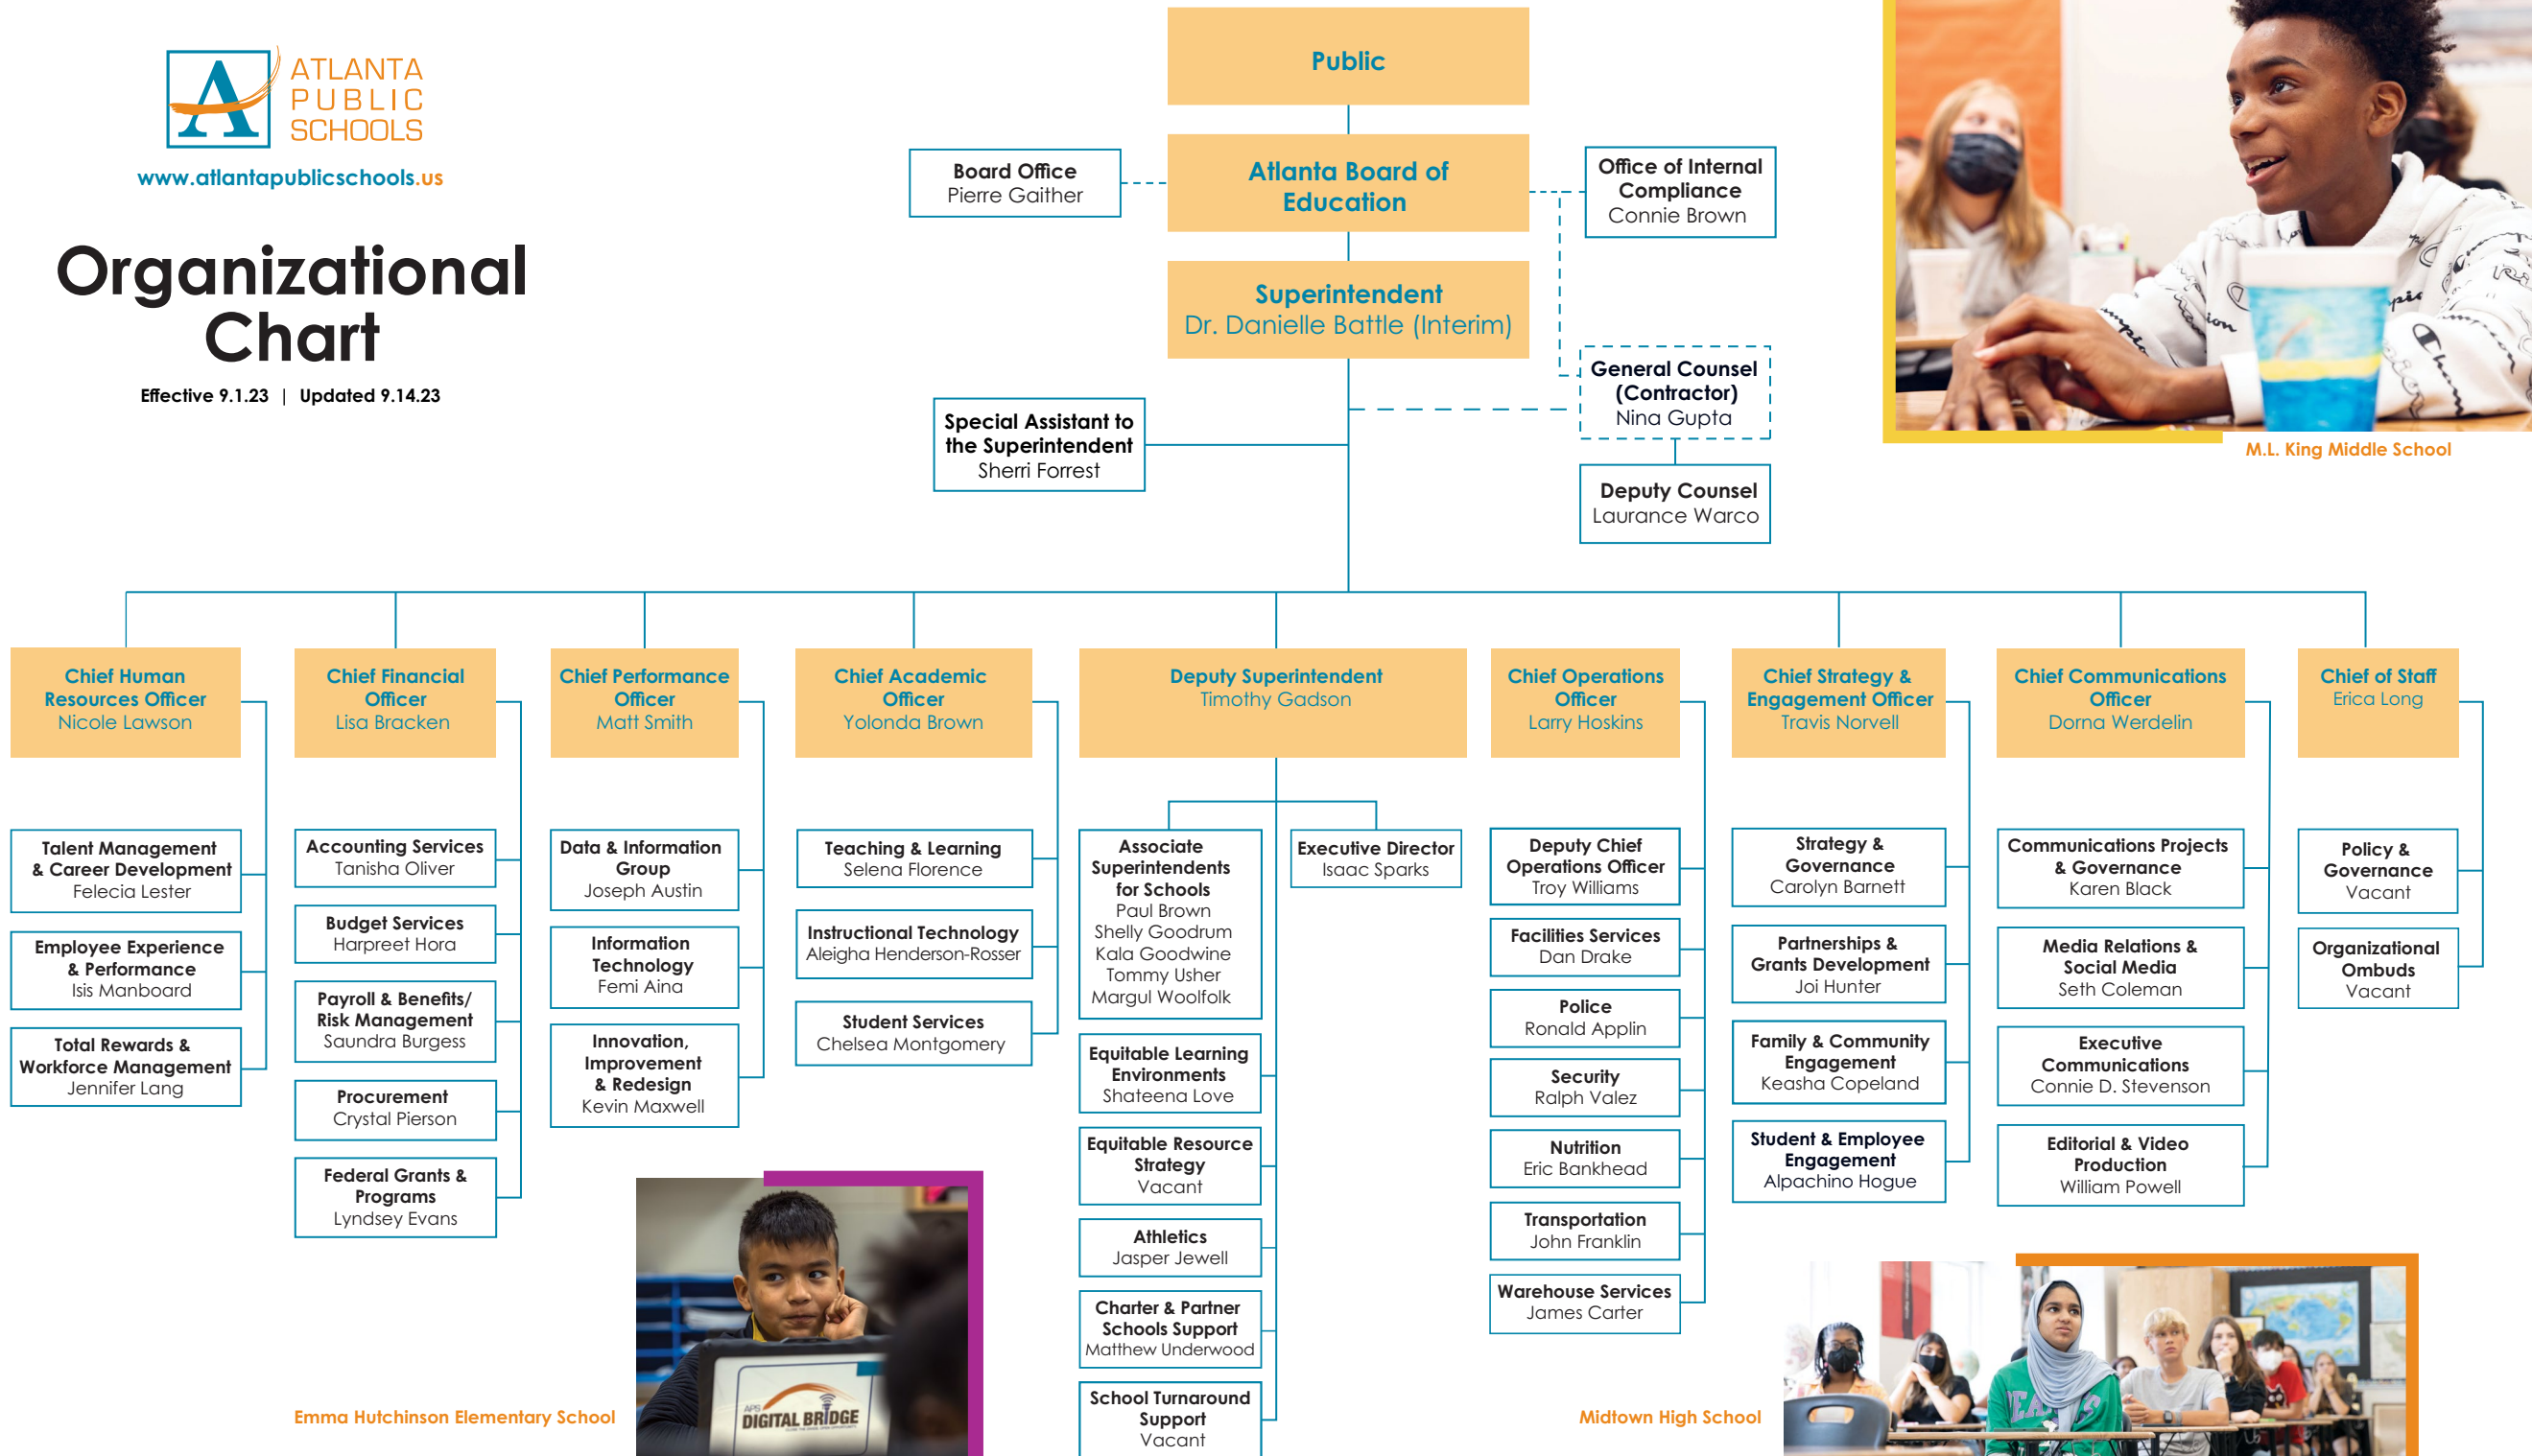 ATLANTA
PUBLIC
SCHOOLS
www.atlantapublicschools.us
Organizational
Chart
Effective 9.1.23 | Updated 9.14.23
Public
Board Office
Pierre Gaither
Atlanta Board of
Education
Office of Internal
Compliance
Connie Brown
Superintendent
Dr. Danielle Battle (Interim)
General Counsel
(Contractor)
Nina Gupta
Special Assistant to
the Superintendent
Sherri Forrest
Deputy Counsel
Laurance Warco
M.L. King Middle School
Chief Human
Resources Officer
Nicole Lawson
Talent Management
& Career Development
Felecia Lester
Employee Experience
& Performance
Isis Manboard
Total Rewards &
Workforce Management
Jennifer Lang
Chief Financial
Officer
Lisa Bracken
Accounting Services
Tanisha Oliver
Budget Services
Harpreet Hora
Payroll & Benefits/
Risk Management
Saundra Burgess
Procurement
Crystal Pierson
Federal Grants &
Programs
Lyndsey Evans
Chief Performance
Officer
Matt Smith
Data & Information
Group
Joseph Austin
Information
Technology
Femi Aina
Innovation,
Improvement
& Redesign
Kevin Maxwell
Chief Academic
Officer
Yolonda Brown
Teaching & Learning
Selena Florence
Instructional Technology
Aleigha Henderson-Rosser
Student Services
Chelsea Montgomery
Deputy Superintendent
Timothy Gadson
Associate
Superintendents
for Schools
Paul Brown
Shelly Goodrum
Kala Goodwine
Tommy Usher
Margul Woolfolk
Executive Director
Isaac Sparks
Equitable Learning
Environments
Shateena Love
Equitable Resource
Strategy
Vacant
Athletics
Jasper Jewell
Charter & Partner
Schools Support
Matthew Underwood
School Turnaround
Support
Vacant
Chief Operations
Officer
Larry Hoskins
Deputy Chief
Operations Officer
Troy Williams
Facilities Services
Dan Drake
Police
Ronald Applin
Security
Ralph Valez
Nutrition
Eric Bankhead
Transportation
John Franklin
Warehouse Services
James Carter
Chief Strategy &
Engagement Officer
Travis Norvell
Strategy &
Governance
Carolyn Barnett
Partnerships &
Grants Development
Joi Hunter
Family & Community
Engagement
Keasha Copeland
Student & Employee
Engagement
Alpachino Hogue
Chief Communications
Officer
Dorna Werdelin
Communications Projects
& Governance
Karen Black
Media Relations &
Social Media
Seth Coleman
Executive
Communications
Connie D. Stevenson
Editorial & Video
Production
William Powell
Chief of Staff
Erica Long
Policy &
Governance
Vacant
Organizational
Ombuds
Vacant
Emma Hutchinson Elementary School
APS
DIGITAL BRIDGE
Midtown High School